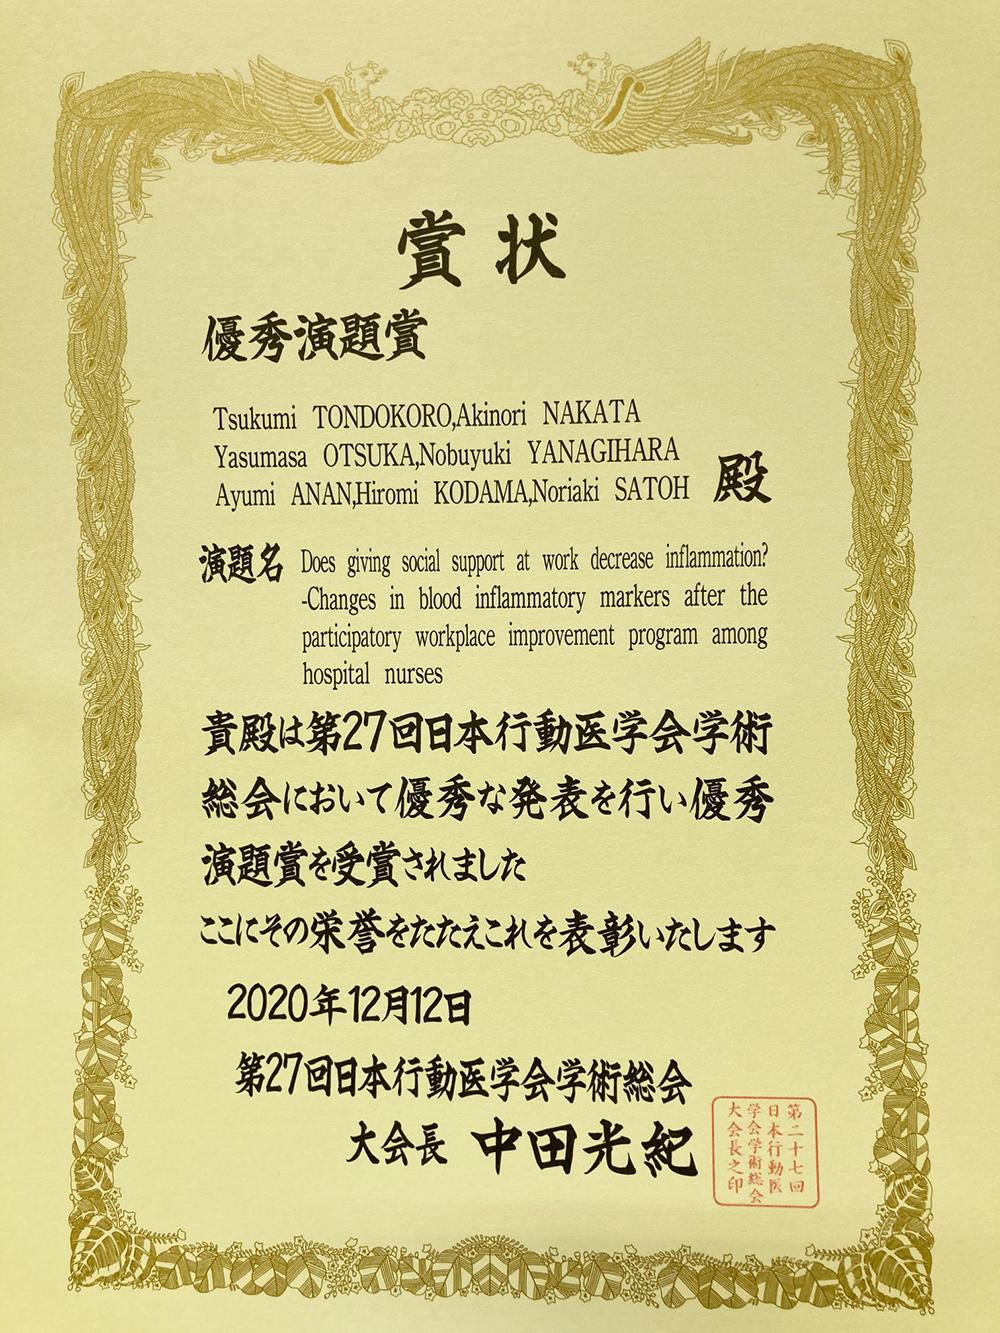 賞状
優秀演題賞
Tsukumi TONDOKORO,Akinori NAKATA
Yasumasa OTSUKA,Nobuyuki YANAGIHARA
Ayumi ANAN,Hiromi KODAMA,Noriaki SATOH 殿
演題名 Does giving social support at work decrease inflammation?
-Changes in blood inflammatory markers after the
participatory workplace improvement program among
hospital nurses
貴殿は第27回日本行動医学会学術
総会において優秀な発表を行い優秀
演題賞を受賞されました
ここにその栄誉をたたえこれを表彰いたします
2020年12月12日
第27回日本行動医学会学術総会
大会長 中田光紀
第二十七回
日本行動医
学会学術総会
大会長之印